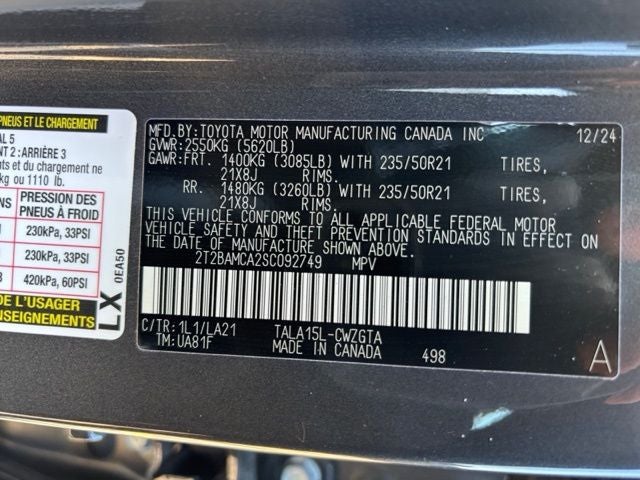 PNEUS ET LE CHARGEMENT
AL 5
NT 2 : ARRIÈRE 3
nts et du chargement ne
kg ou 1110 lb.
NS PRESSION DES PNEUS À FROID
230kPa, 33PSI
230kPa, 33PSI
420kPa, 60PSI
DE L'USAGER
ENSEIGNEMENTS
LX
0EA50
MFD.BY:TOYOTA MOTOR MANUFACTURING CANADA INC 12/24
GVWR:2550KG (5620LB)
GAWR:FRT. 1400KG (3085LB) WITH 235/50R21 TIRES,
21X8J RIMS.
RR. 1480KG (3260LB) WITH 235/50R21 TIRES,
21X8J RIMS.
THIS VEHICLE CONFORMS TO ALL APPLICABLE FEDERAL MOTOR
VEHICLE SAFETY AND THEFT PREVENTION STANDARDS IN EFFECT ON
THE DATE OF MANUFACTURE SHOWN ABOVE.
2T2BAMCA2SC092749 MPV
C/TR:1L1/LA21 TALA15L-CWZGTA
TM:UA81F MADE IN CANADA 498 A